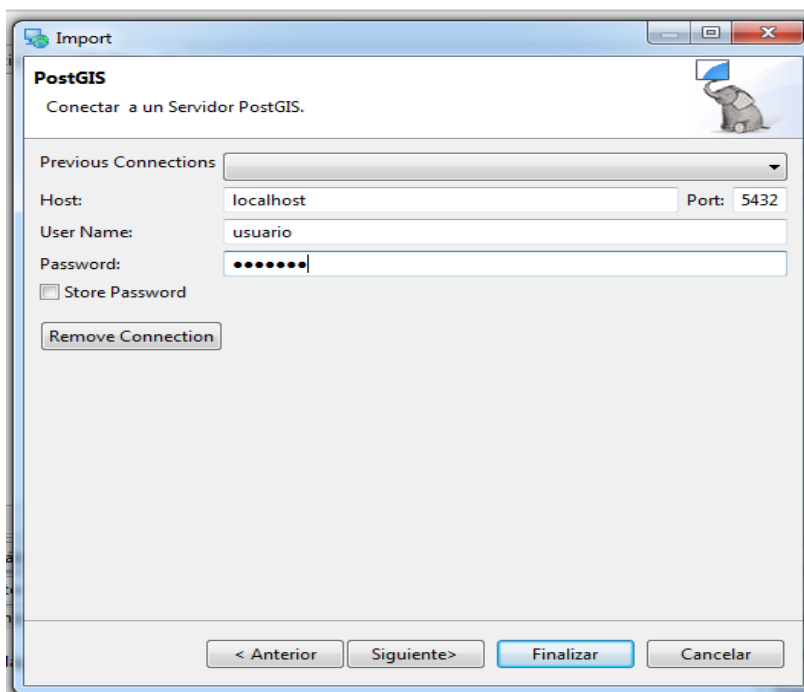 Import
PostGIS
Conectar a un Servidor PostGIS.
Previous Connections
Host: localhost Port: 5432
User Name: usuario
Password: ●●●●●●●
Store Password
Remove Connection
< Anterior Siguiente> Finalizar Cancelar